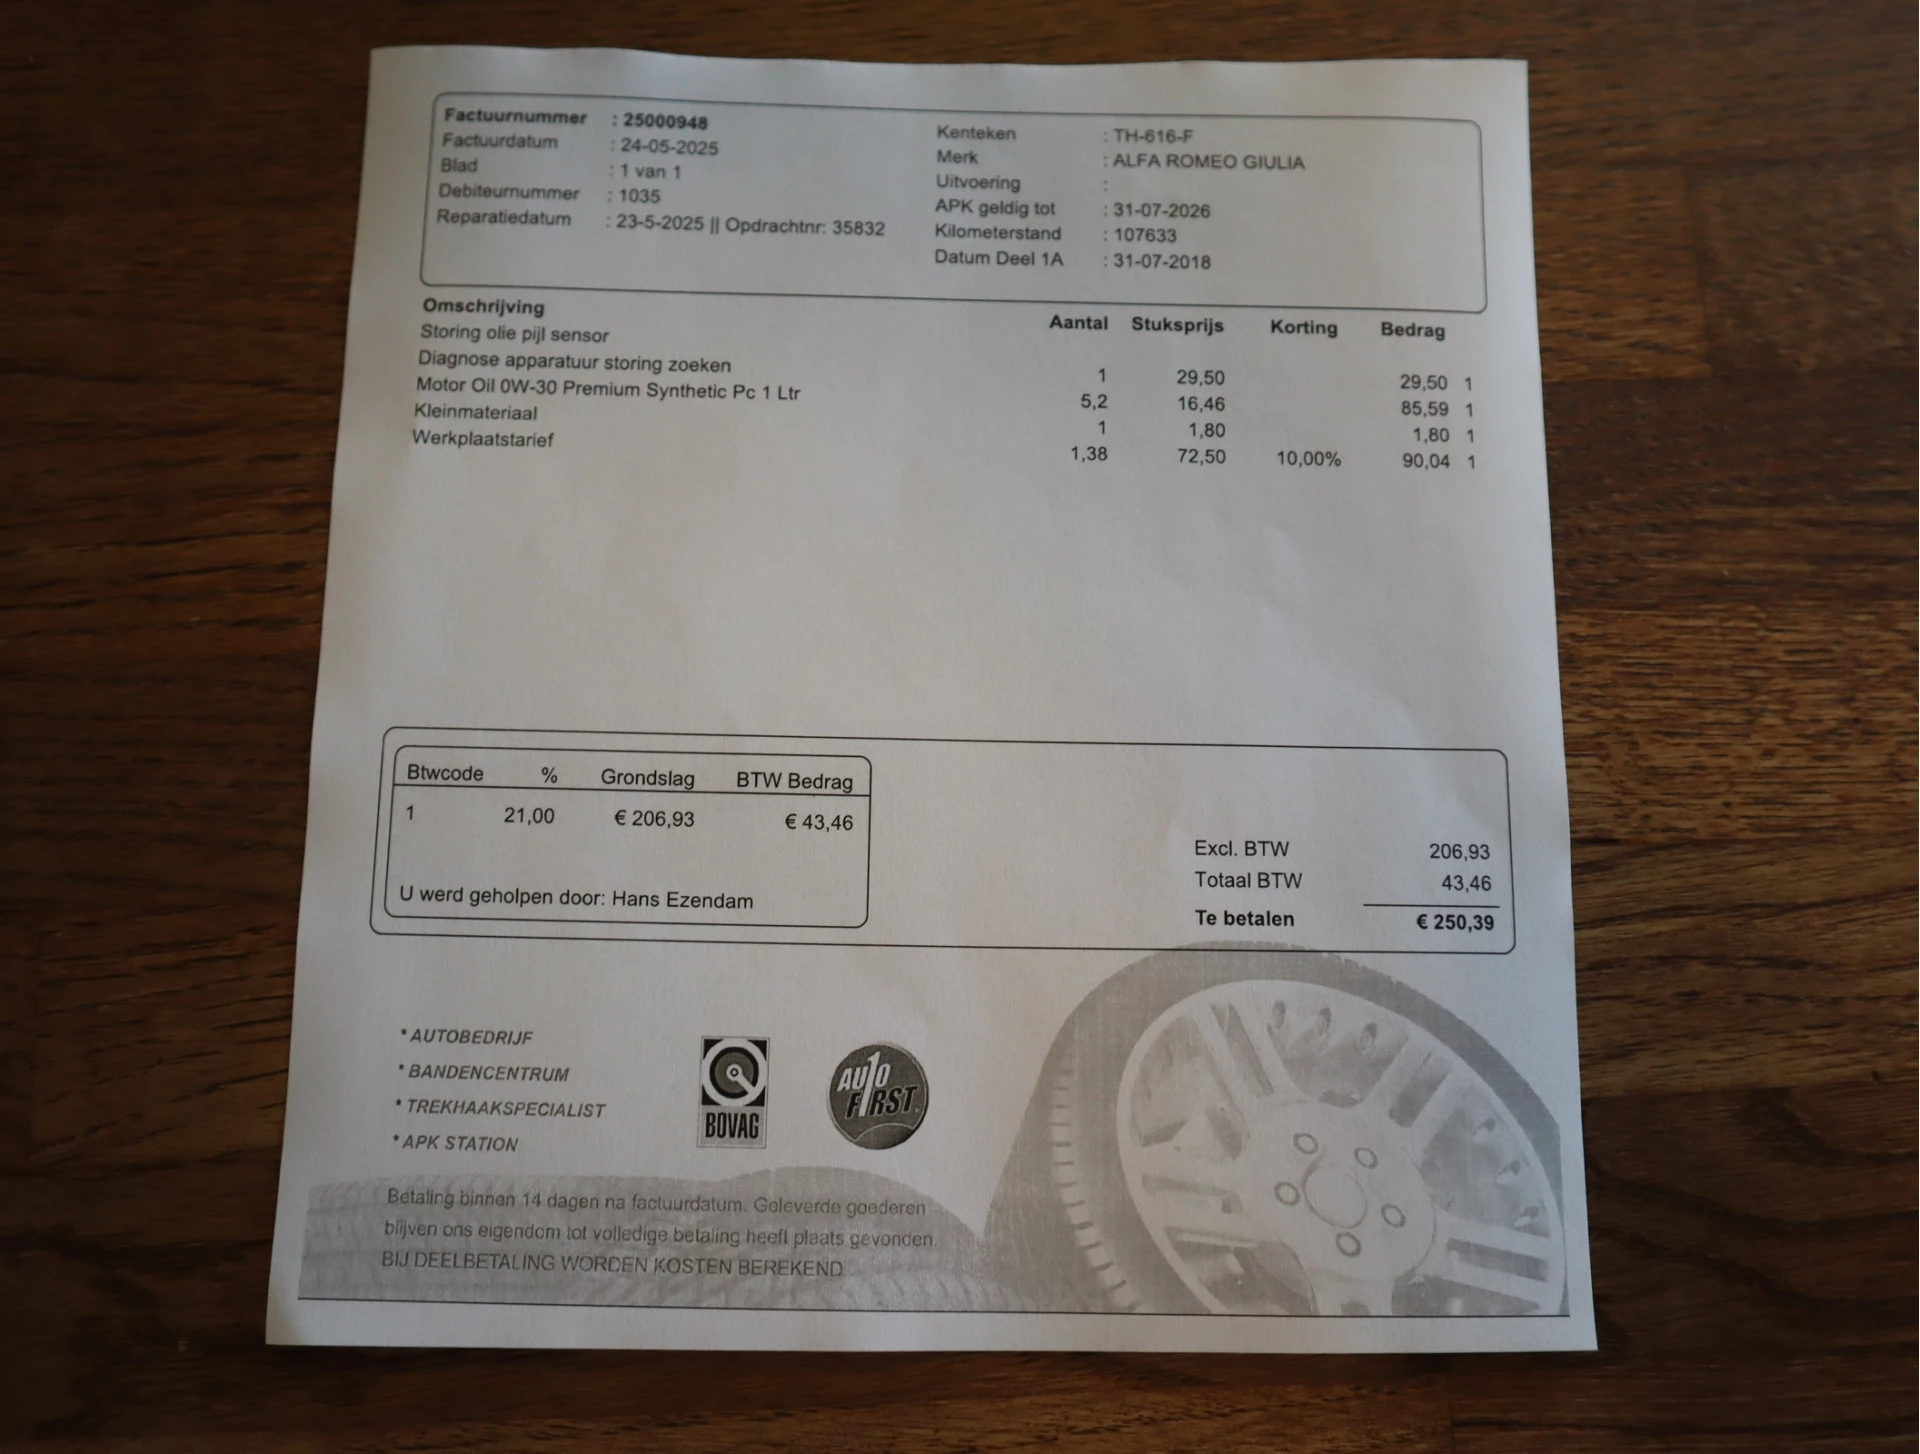 Factuurnummer : 25000948
Factuurdatum : 24-05-2025
Blad : 1 van 1
Debiteurnummer : 1035
Reparatiedatum : 23-5-2025 || Opdrachtnr: 35832
Kenteken : TH-616-F
Merk : ALFA ROMEO GIULIA
Uitvoering :
APK geldig tot : 31-07-2026
Kilometerstand : 107633
Datum Deel 1A : 31-07-2018
Omschrijving Aantal Stuksprijs Korting Bedrag
Storing olie pijl sensor
Diagnose apparatuur storing zoeken 1 29,50 29,50 1
Motor Oil 0W-30 Premium Synthetic Pc 1 Ltr 5,2 16,46 85,59 1
Kleinmateriaal 1 1,80 1,80 1
Werkplaatstarief 1,38 72,50 10,00% 90,04 1
Btwcode % Grondslag BTW Bedrag
1 21,00 € 206,93 € 43,46
U werd geholpen door: Hans Ezendam
Excl. BTW 206,93
Totaal BTW 43,46
Te betalen € 250,39
* AUTOBEDRIJF
* BANDENCENTRUM
* TREKHAAKSPECIALIST
* APK STATION
BOVAG
AUTO FIRST
Betaling binnen 14 dagen na factuurdatum. Geleverde goederen
blijven ons eigendom tot volledige betaling heeft plaats gevonden.
BIJ DEELBETALING WORDEN KOSTEN BEREKEND.